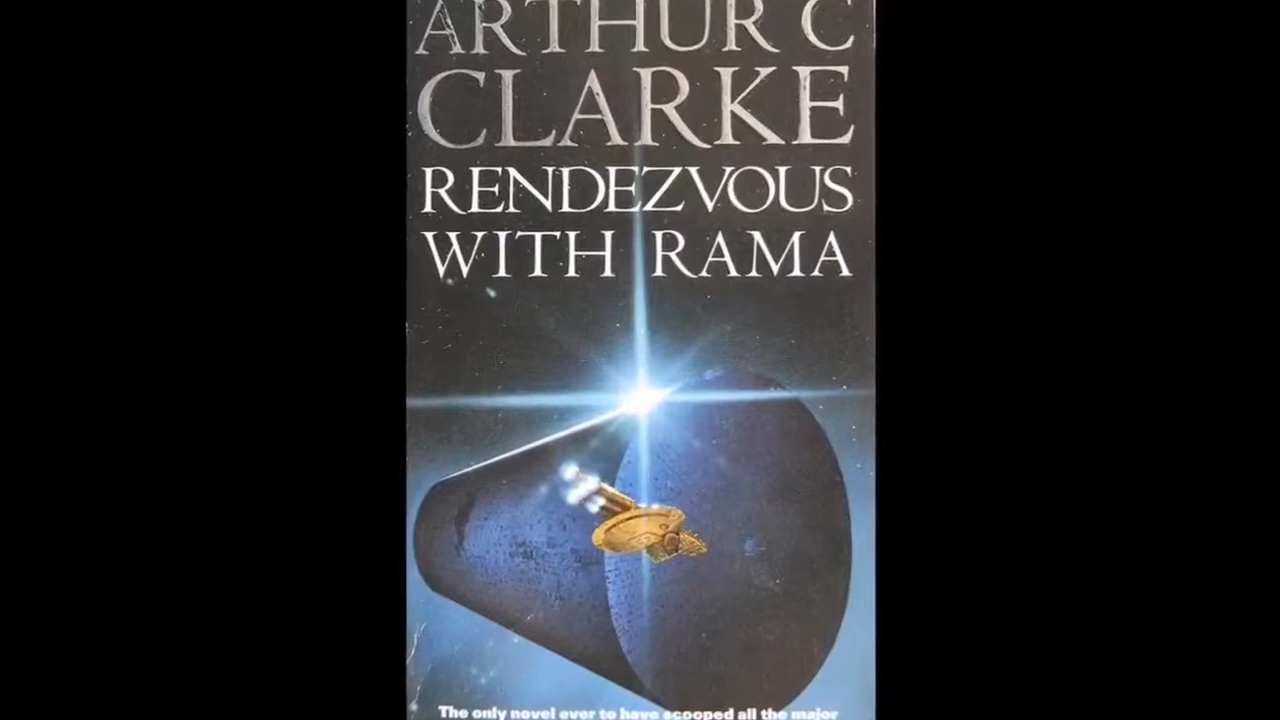 ARTHUR C
CLARKE
RENDEZVOUS
WITH RAMA
The only novel ever to have scooped all the major